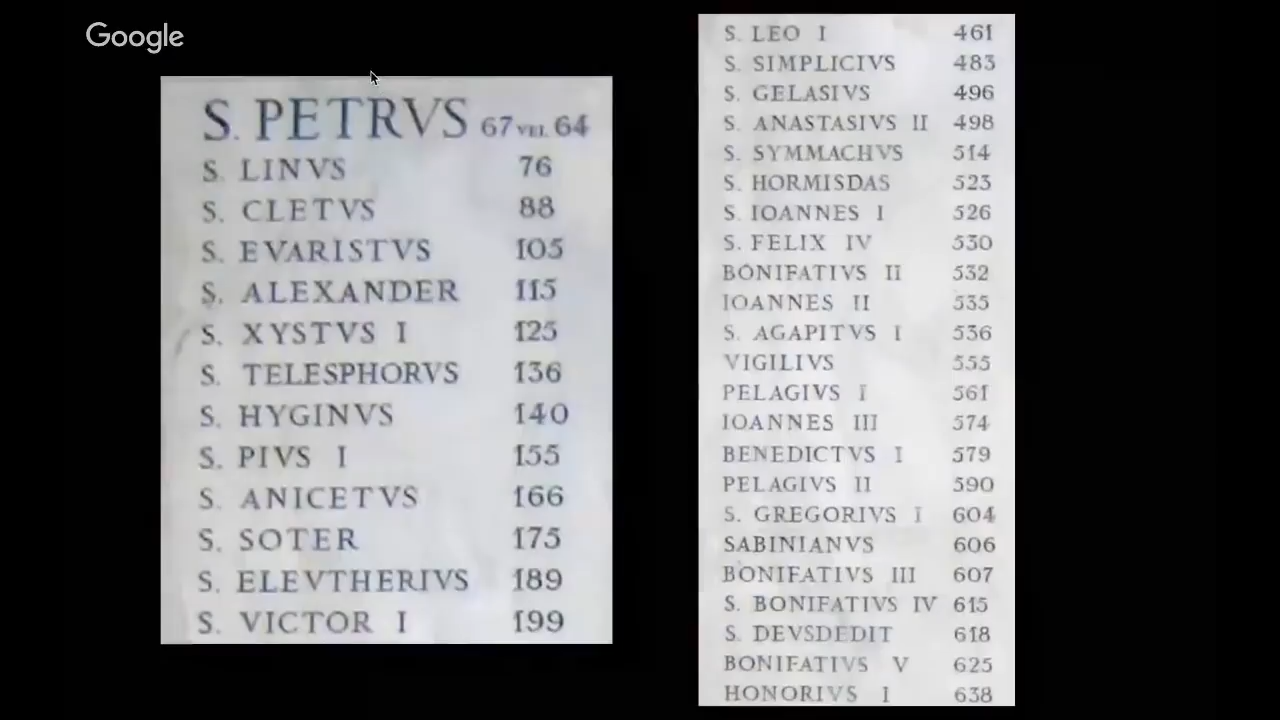 Google
S. PETRVS 67 VEL 64
S. LINVS 76
S. CLETVS 88
S. EVARISTVS 105
S. ALEXANDER 115
S. XYSTVS I 125
S. TELESPHORVS 136
S. HYGINVS 140
S. PIVS I 155
S. ANICETVS 166
S. SOTER 175
S. ELEVTHERIVS 189
S. VICTOR I 199
S. LEO I 461
S. SIMPLICIVS 483
S. GELASIVS 496
S. ANASTASIVS II 498
S. SYMMACHVS 514
S. HORMISDAS 523
S. IOANNES I 526
S. FELIX IV 530
BONIFATIVS II 532
IOANNES II 535
S. AGAPITVS I 536
VIGILIVS 555
PELAGIVS I 561
IOANNES III 574
BENEDICTVS I 579
PELAGIVS II 590
S. GREGORIVS I 604
SABINIANVS 606
BONIFATIVS III 607
S. BONIFATIVS IV 615
S. DEVSDEDIT 618
BONIFATIVS V 625
HONORIVS I 638